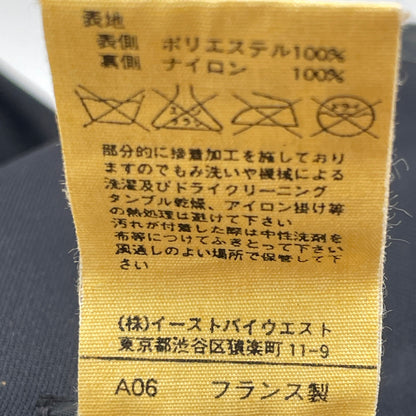 表地
表側 ポリエステル100%
裏側 ナイロン 100%
部分的に接着加工を施しており
ますのでもみ洗いや機械による
洗濯及びドライクリーニング
タンブル乾燥、アイロン掛け等
の熱処理は避けて下さい
汚れが付着した際は中性洗剤を
布等につけてふきとって下さい
風通しのよい場所で保管して下さい
(株)イーストバイウエスト
東京都渋谷区猿楽町 11-9
A06 フランス製